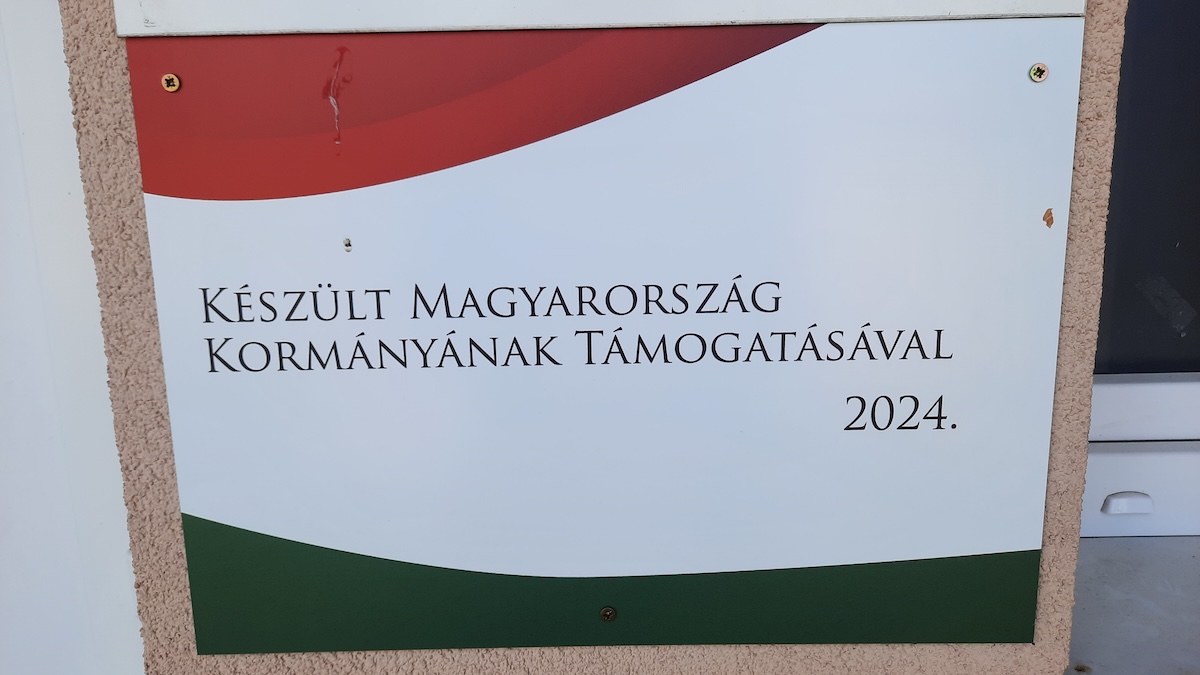 Készült Magyarország
Kormányának Támogatásával
2024.